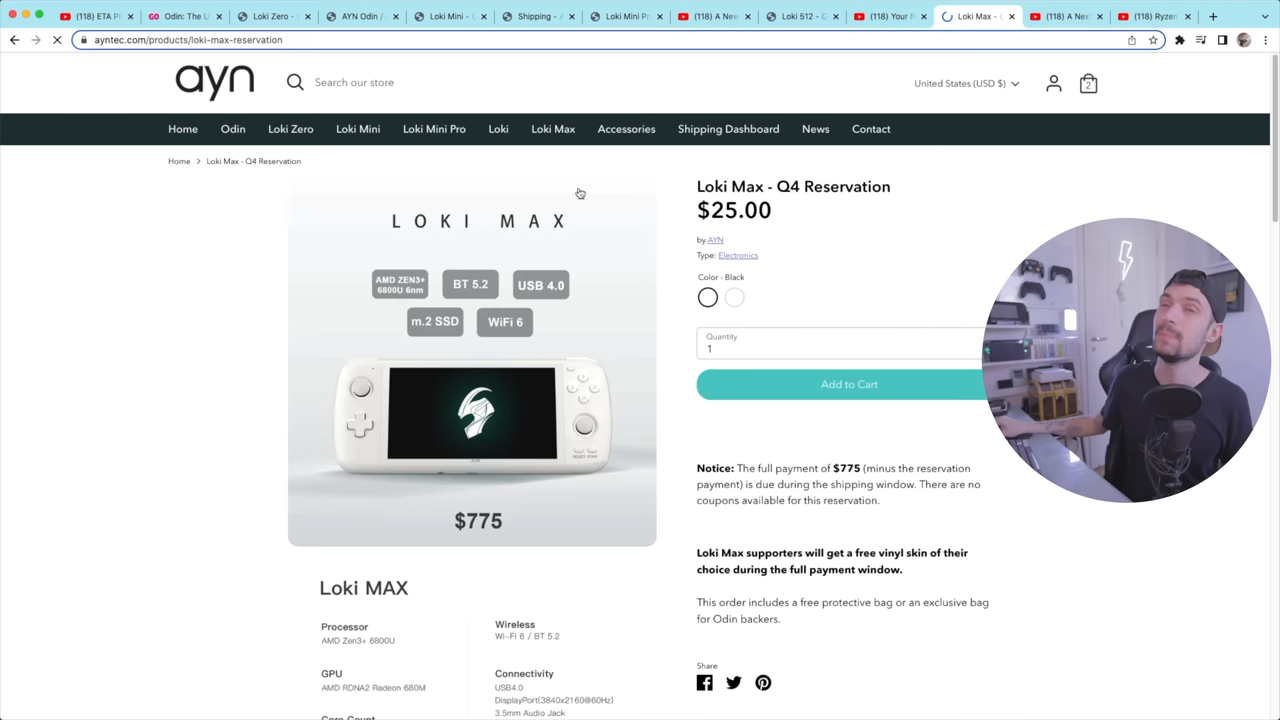 (118) ETA P
Odin: The U
Loki Zero -
AYN Odin /
Loki Mini -
Shipping - A
Loki Mini Pr
(118) A New
Loki 512 - Q
(118) Your N
Loki Max -
(118) A Nex
(118) Ryzen
ayntec.com/products/loki-max-reservation
ayn
Search our store
United States (USD $)
2
Home Odin Loki Zero Loki Mini Loki Mini Pro Loki Loki Max Accessories Shipping Dashboard News Contact
Home > Loki Max - Q4 Reservation
LOKI MAX
AMD ZEN3+
6800U 6nm
BT 5.2
USB 4.0
m.2 SSD
WiFi 6
AYN
SELECT START
$775
Loki MAX
Processor
AMD Zen3+ 6800U
Wireless
Wi-Fi 6 / BT 5.2
GPU
AMD RDNA2 Radeon 680M
Connectivity
USB4.0
DisplayPort(3840x2160@60Hz)
3.5mm Audio Jack
Core Count
Loki Max - Q4 Reservation
$25.00
by AYN
Type: Electronics
Color - Black
Quantity
1
Add to Cart
Notice: The full payment of $775 (minus the reservation
payment) is due during the shipping window. There are no
coupons available for this reservation.
Loki Max supporters will get a free vinyl skin of their
choice during the full payment window.
This order includes a free protective bag or an exclusive bag
for Odin backers.
Share